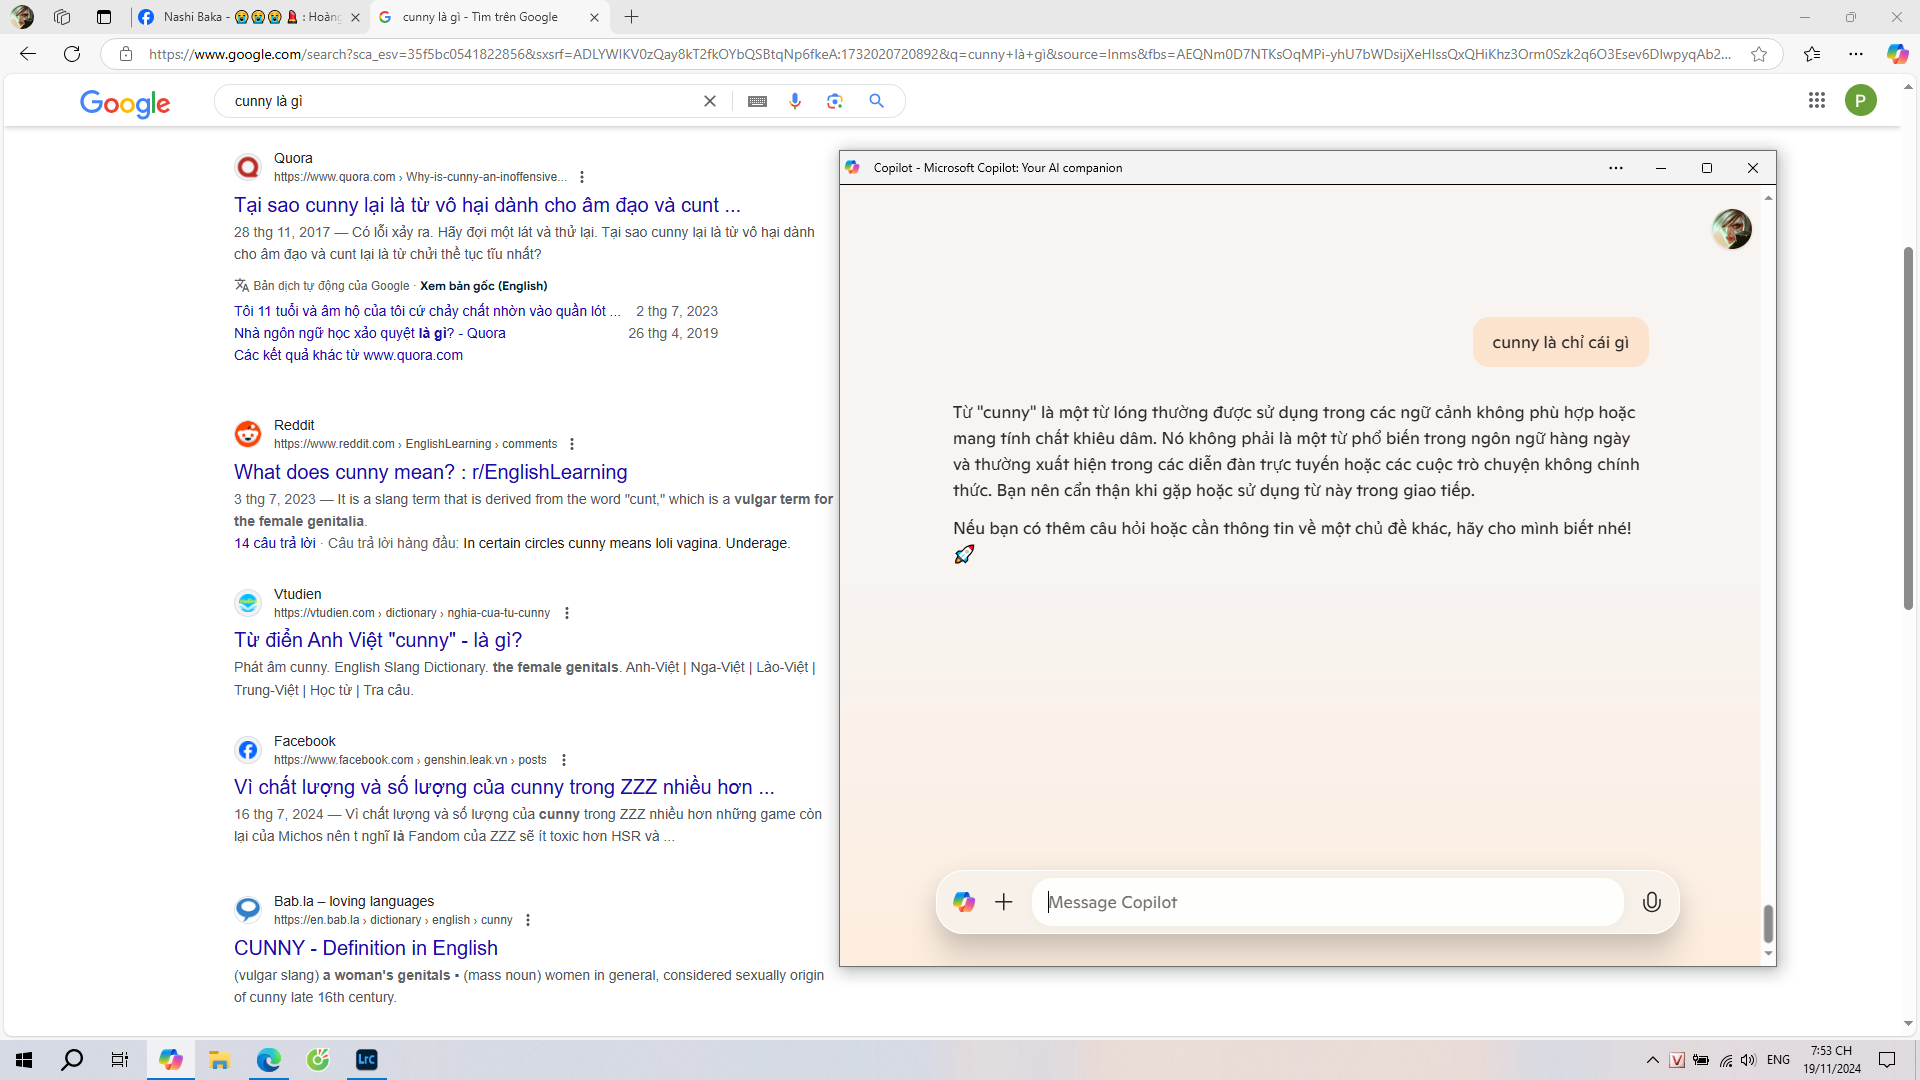 Nashi Baka - 😭😭😭💄 : Hoàng
cunny là gì - Tìm trên Google
https://www.google.com/search?sca_esv=35f5bc0541822856&sxsrf=ADLYWIKV0zQay8kT2fkOYbQSBtqNp6fkeA:1732020720892&q=cunny+là+gì&source=lnms&fbs=AEQNm0D7NTKsOqMPi-yhU7bWDsijXeHIssQxQHiKhz3Orm0Szk2q6O3Esev6DlwpyqAb2...
Google
cunny là gì
P
Quora
https://www.quora.com › Why-is-cunny-an-inoffensive...
Tại sao cunny lại là từ vô hại dành cho âm đạo và cunt ...
28 thg 11, 2017 — Có lỗi xảy ra. Hãy đợi một lát và thử lại. Tại sao cunny lại là từ vô hại dành
cho âm đạo và cunt lại là từ chửi thề tục tĩu nhất?
Bản dịch tự động của Google · Xem bản gốc (English)
Tôi 11 tuổi và âm hộ của tôi cứ chảy chất nhờn vào quần lót ... 2 thg 7, 2023
Nhà ngôn ngữ học xảo quyệt là gì? - Quora 26 thg 4, 2019
Các kết quả khác từ www.quora.com
Reddit
https://www.reddit.com › EnglishLearning › comments
What does cunny mean? : r/EnglishLearning
3 thg 7, 2023 — It is a slang term that is derived from the word "cunt," which is a vulgar term for
the female genitalia.
14 câu trả lời · Câu trả lời hàng đầu: In certain circles cunny means loli vagina. Underage.
Vtudien
https://vtudien.com › dictionary › nghia-cua-tu-cunny
Từ điển Anh Việt "cunny" - là gì?
Phát âm cunny. English Slang Dictionary. the female genitals. Anh-Việt | Nga-Việt | Lào-Việt |
Trung-Việt | Học từ | Tra câu.
Facebook
https://www.facebook.com › genshin.leak.vn › posts
Vì chất lượng và số lượng của cunny trong ZZZ nhiều hơn ...
16 thg 7, 2024 — Vì chất lượng và số lượng của cunny trong ZZZ nhiều hơn những game còn
lại của Michos nên t nghĩ là Fandom của ZZZ sẽ ít toxic hơn HSR và ...
Bab.la – loving languages
https://en.bab.la › dictionary › english › cunny
CUNNY - Definition in English
(vulgar slang) a woman's genitals • (mass noun) women in general, considered sexually origin
of cunny late 16th century.
Copilot - Microsoft Copilot: Your AI companion
cunny là chỉ cái gì
Từ "cunny" là một từ lóng thường được sử dụng trong các ngữ cảnh không phù hợp hoặc
mang tính chất khiêu dâm. Nó không phải là một từ phổ biến trong ngôn ngữ hàng ngày
và thường xuất hiện trong các diễn đàn trực tuyến hoặc các cuộc trò chuyện không chính
thức. Bạn nên cẩn thận khi gặp hoặc sử dụng từ này trong giao tiếp.
Nếu bạn có thêm câu hỏi hoặc cần thông tin về một chủ đề khác, hãy cho mình biết nhé!
🚀
Message Copilot
Lrc
V
ENG
7:53 CH
19/11/2024